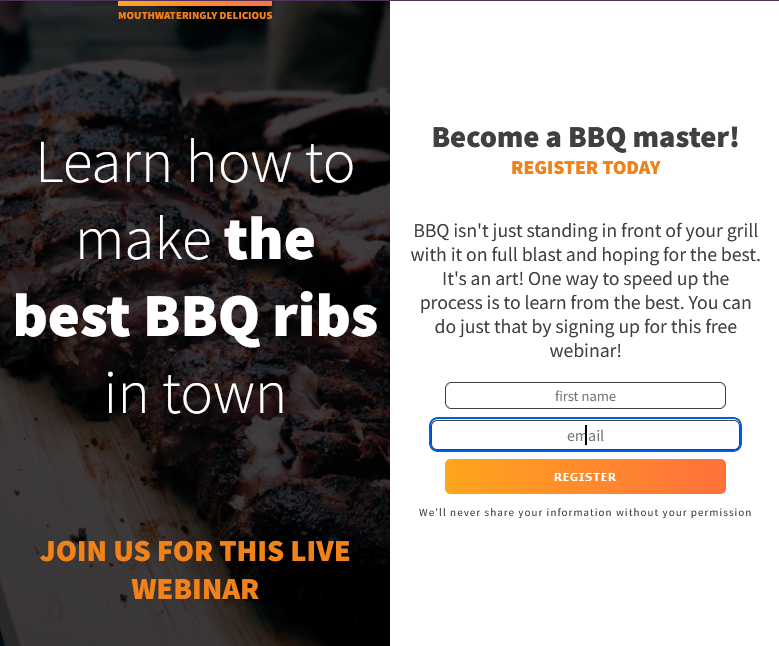 MOUTHWATERINGLY DELICIOUS
Learn how to
make the
best BBQ ribs
in town
JOIN US FOR THIS LIVE
WEBINAR
Become a BBQ master!
REGISTER TODAY
BBQ isn't just standing in front of your grill
with it on full blast and hoping for the best.
It's an art! One way to speed up the
process is to learn from the best. You can
do just that by signing up for this free
webinar!
first name
email
REGISTER
We'll never share your information without your permission